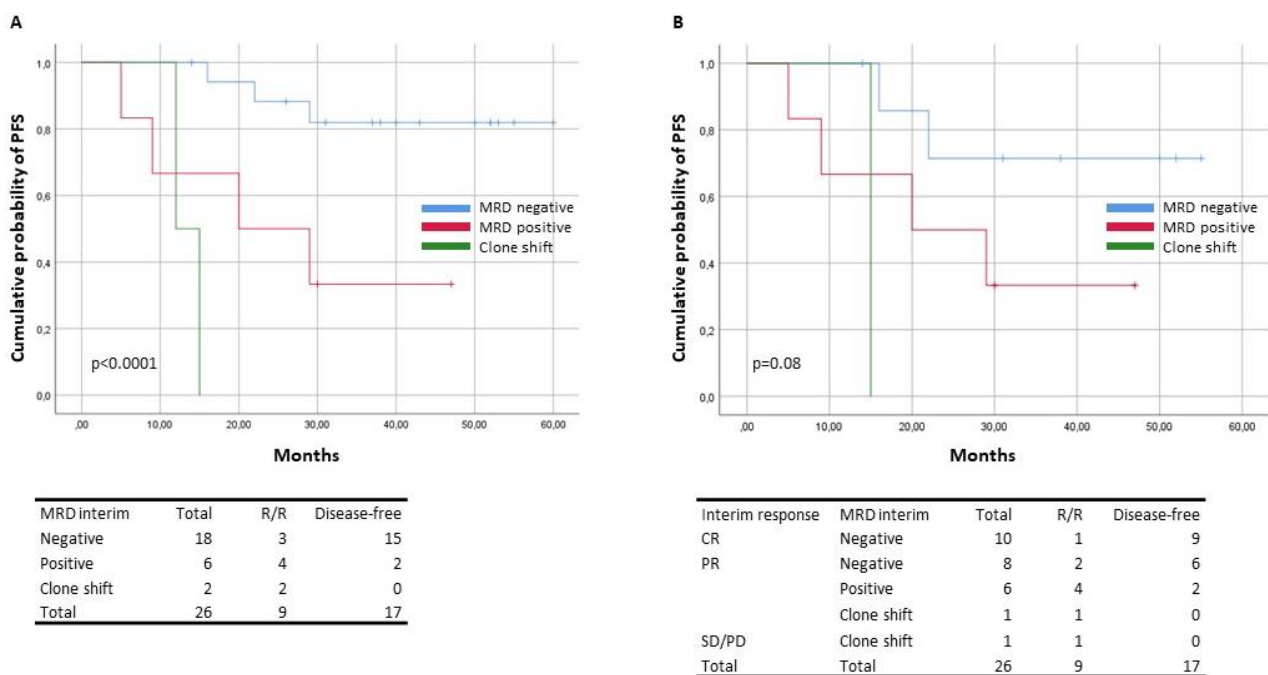 A
Cumulative probability of PFS
1,0
0,8
0,6
0,4
0,2
0,0
MRD negative
MRD positive
Clone shift
p<0.0001
,00 10,00 20,00 30,00 40,00 50,00 60,00
Months
MRD interim Total R/R Disease-free
Negative 18 3 15
Positive 6 4 2
Clone shift 2 2 0
Total 26 9 17
B
Cumulative probability of PFS
1,0
0,8
0,6
0,4
0,2
0,0
MRD negative
MRD positive
Clone shift
p=0.08
,00 10,00 20,00 30,00 40,00 50,00 60,00
Months
Interim response MRD interim Total R/R Disease-free
CR Negative 10 1 9
PR Negative 8 2 6
Positive 6 4 2
Clone shift 1 1 0
SD/PD Clone shift 1 1 0
Total Total 26 9 17